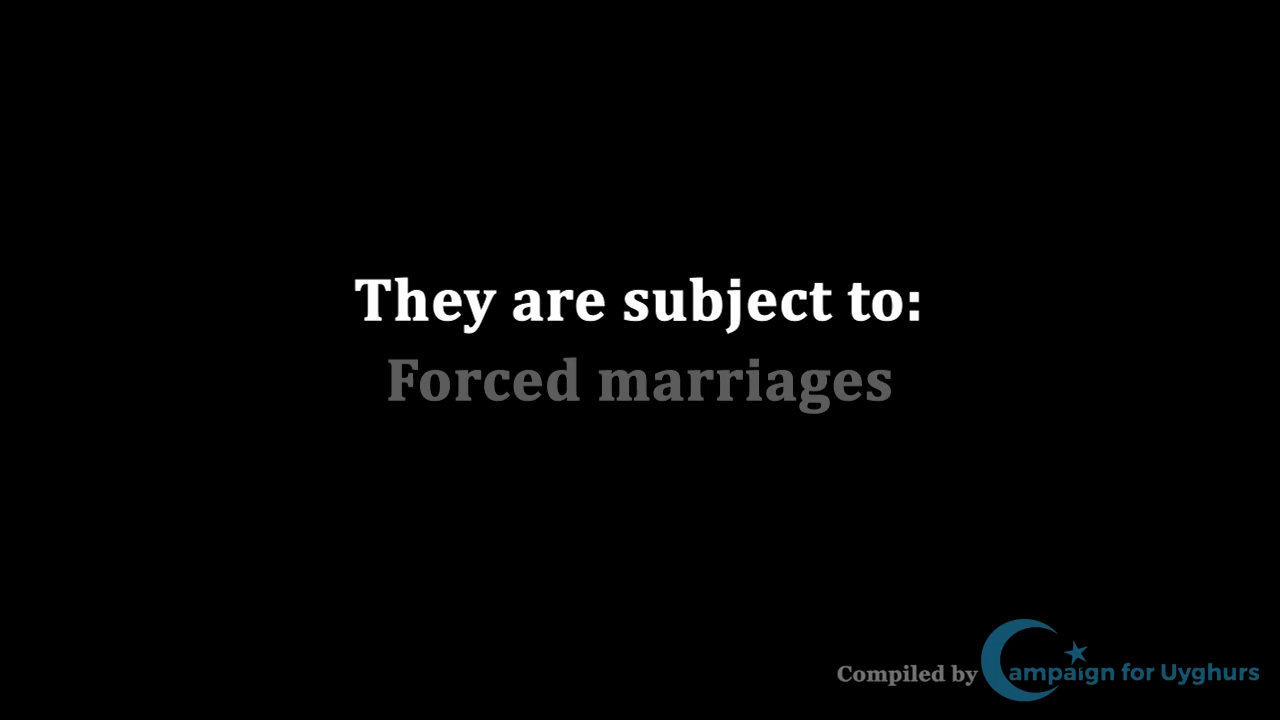 They are subject to:
Forced marriages
Compiled by Campaign for Uyghurs